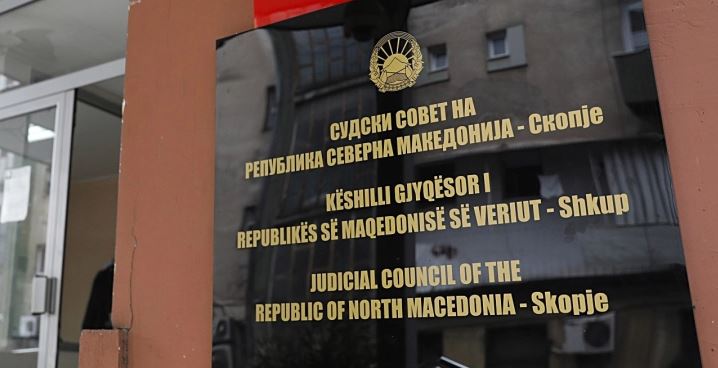 СУДСКИ СОВЕТ НА
РЕПУБЛИКА СЕВЕРНА МАКЕДОНИЈА - Скопје
KËSHILLI GJYQËSOR I
REPUBLIKËS SË MAQEDONISË SË VERIUT - Shkup
JUDICIAL COUNCIL OF THE
REPUBLIC OF NORTH MACEDONIA - Skopje